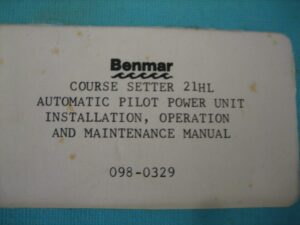 Benmar
COURSE SETTER 21HL
AUTOMATIC PILOT POWER UNIT
INSTALLATION, OPERATION
AND MAINTENANCE MANUAL
098-0329